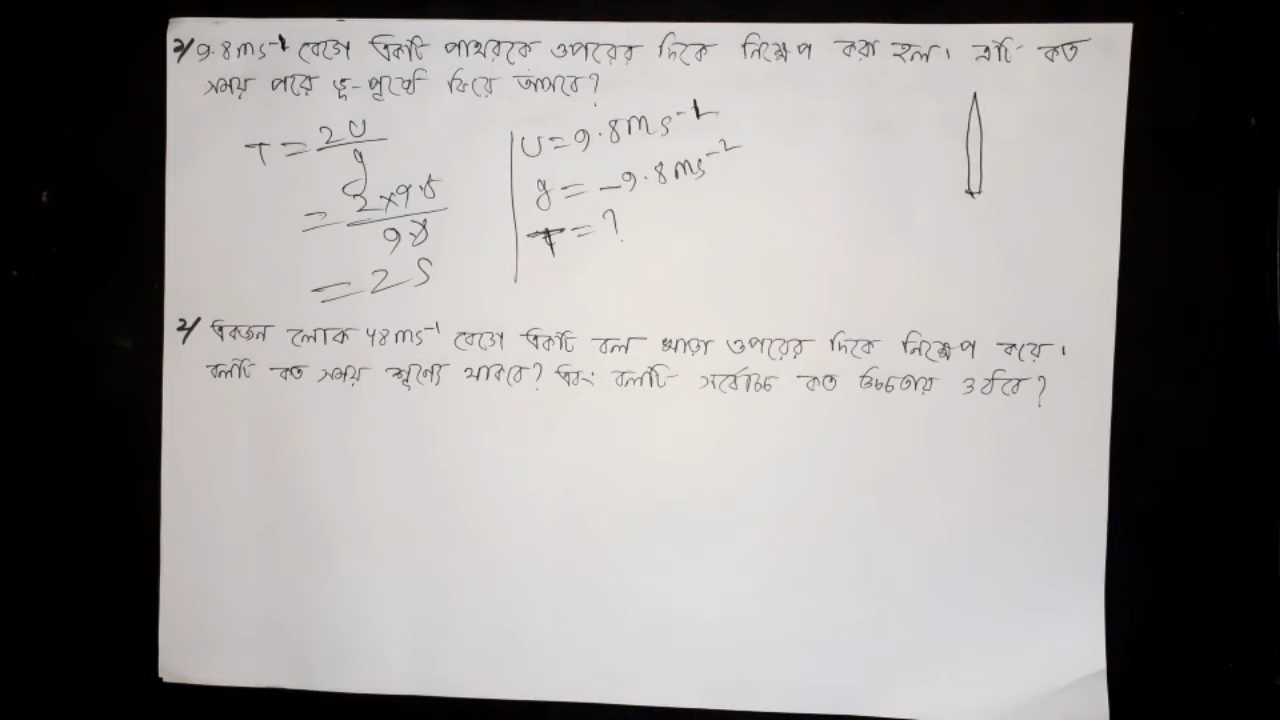 ১/ 9.8ms⁻¹ বেগে একটি পাথরকে ওপরের দিকে নিক্ষেপ করা হল। এটি কত
সময় পরে ভূ-পৃষ্ঠে ফিরে আসবে?
T = 2U/g
= 2×9.8/9.8
= 2 S
U = 9.8ms⁻¹
g = -9.8ms⁻²
T = ?
২/ একজন লোক 48ms⁻¹ বেগে একটি বল খাড়া ওপরের দিকে নিক্ষেপ করে।
বলটি কত সময় শূণ্যে থাকবে? এবং বলটি সর্বোচ্চ কত উচ্চতায় ওঠবে?